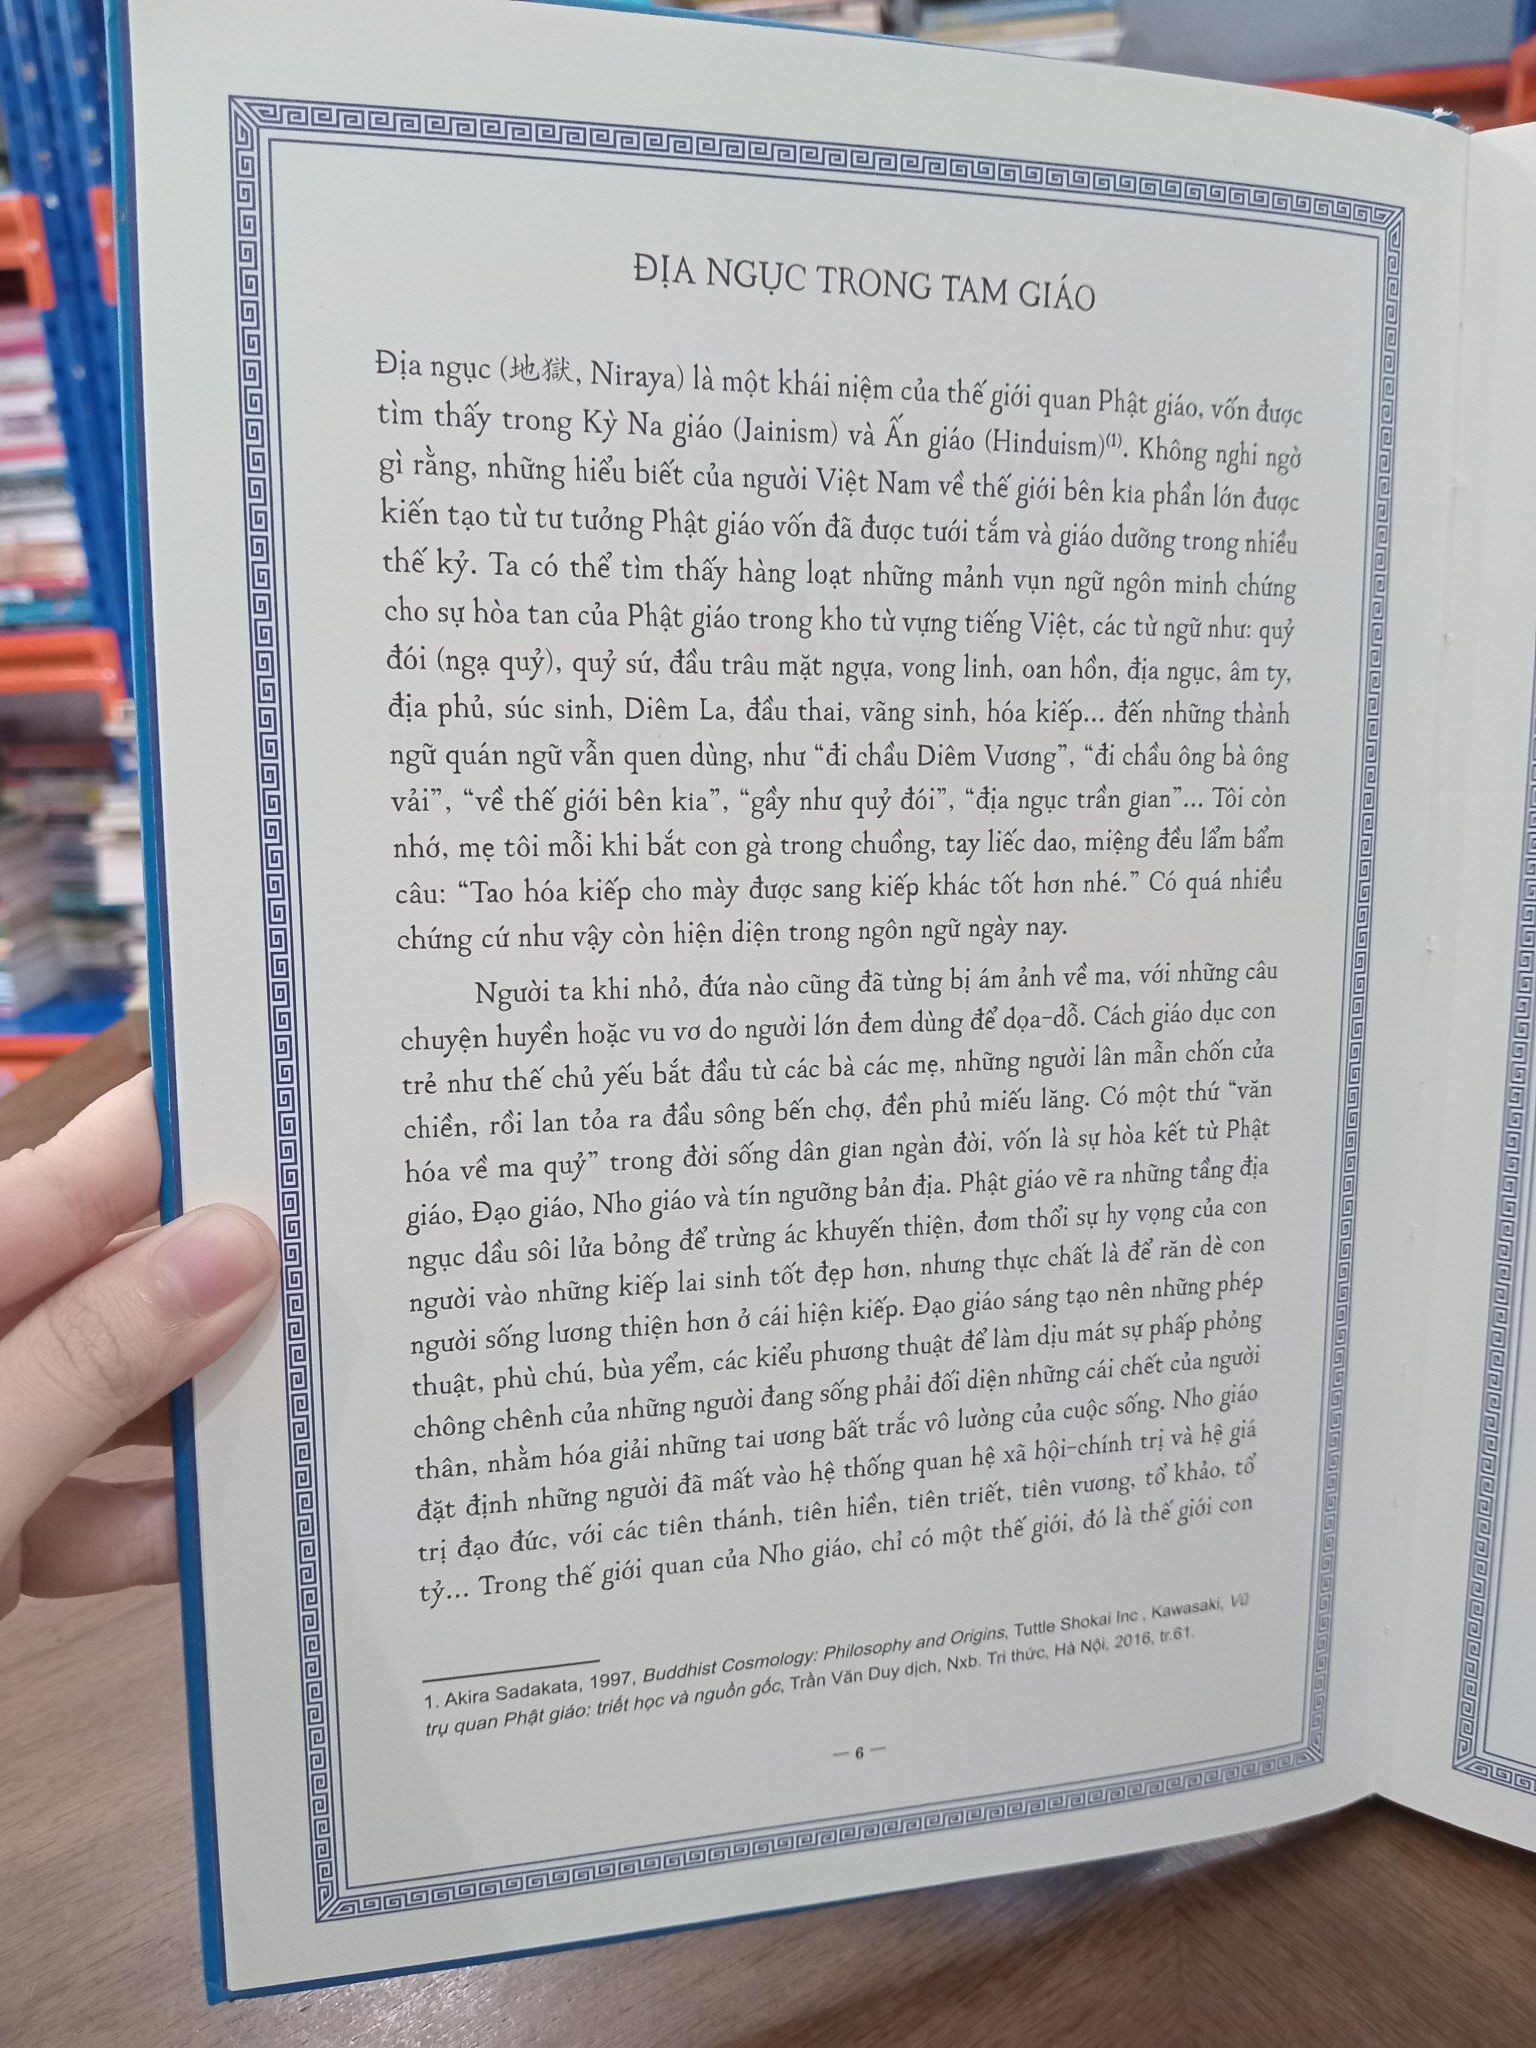 ĐỊA NGỤC TRONG TAM GIÁO
Địa ngục (地獄, Niraya) là một khái niệm của thế giới quan Phật giáo, vốn được
tìm thấy trong Kỳ Na giáo (Jainism) và Ấn giáo (Hinduism)(1). Không nghi ngờ
gì rằng, những hiểu biết của người Việt Nam về thế giới bên kia phần lớn được
kiến tạo từ tư tưởng Phật giáo vốn đã được tưới tắm và giáo dưỡng trong nhiều
thế kỷ. Ta có thể tìm thấy hàng loạt những mảnh vụn ngữ ngôn minh chứng
cho sự hòa tan của Phật giáo trong kho từ vựng tiếng Việt, các từ ngữ như: quỷ
đói (ngạ quỷ), quỷ sứ, đầu trâu mặt ngựa, vong linh, oan hồn, địa ngục, âm ty,
địa phủ, súc sinh, Diêm La, đầu thai, vãng sinh, hóa kiếp... đến những thành
ngữ quán ngữ vẫn quen dùng, như “đi chầu Diêm Vương”, “đi chầu ông bà ông
vải”, “về thế giới bên kia”, “gầy như quỷ đói”, “địa ngục trần gian”... Tôi còn
nhớ, mẹ tôi mỗi khi bắt con gà trong chuồng, tay liếc dao, miệng đều lẩm bẩm
câu: “Tao hóa kiếp cho mày được sang kiếp khác tốt hơn nhé.” Có quá nhiều
chứng cứ như vậy còn hiện diện trong ngôn ngữ ngày nay.
Người ta khi nhỏ, đứa nào cũng đã từng bị ám ảnh về ma, với những câu
chuyện huyền hoặc vu vơ do người lớn đem dùng để dọa-dỗ. Cách giáo dục con
trẻ như thế chủ yếu bắt đầu từ các bà các mẹ, những người lân mẫn chốn cửa
chiền, rồi lan tỏa ra đầu sông bến chợ, đền phủ miếu lăng. Có một thứ “văn
hóa về ma quỷ” trong đời sống dân gian ngàn đời, vốn là sự hòa kết từ Phật
giáo, Đạo giáo, Nho giáo và tín ngưỡng bản địa. Phật giáo vẽ ra những tầng địa
ngục dầu sôi lửa bỏng để trừng ác khuyến thiện, đơm thổi sự hy vọng của con
người vào những kiếp lai sinh tốt đẹp hơn, nhưng thực chất là để răn dè con
người sống lương thiện hơn ở cái hiện kiếp. Đạo giáo sáng tạo nên những phép
thuật, phù chú, bùa yểm, các kiểu phương thuật để làm dịu mát sự phấp phỏng
chông chênh của những người đang sống phải đối diện những cái chết của người
thân, nhằm hóa giải những tai ương bất trắc vô lường của cuộc sống. Nho giáo
đặt định những người đã mất vào hệ thống quan hệ xã hội-chính trị và hệ giá
trị đạo đức, với các tiên thánh, tiên hiền, tiên triết, tiên vương, tổ khảo, tổ
tỷ... Trong thế giới quan của Nho giáo, chỉ có một thế giới, đó là thế giới con
1. Akira Sadakata, 1997, Buddhist Cosmology: Philosophy and Origins, Tuttle Shokai Inc , Kawasaki, Vũ
trụ quan Phật giáo: triết học và nguồn gốc, Trần Văn Duy dịch, Nxb. Tri thức, Hà Nội, 2016, tr.61.
— 6 —